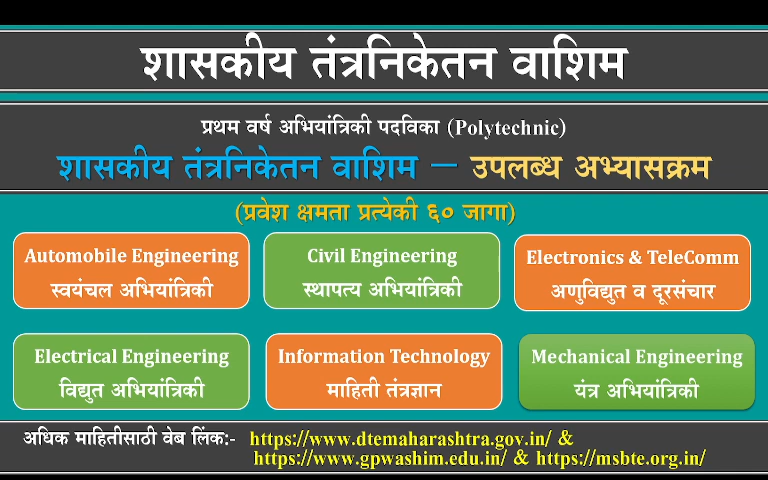 शासकीय तंत्रनिकेतन वाशिम
प्रथम वर्ष अभियांत्रिकी पदविका (Polytechnic)
शासकीय तंत्रनिकेतन वाशिम – उपलब्ध अभ्यासक्रम
(प्रवेश क्षमता प्रत्येकी ६० जागा)
Automobile Engineering
स्वयंचल अभियांत्रिकी
Civil Engineering
स्थापत्य अभियांत्रिकी
Electronics & TeleComm
अणुविद्युत व दूरसंचार
Electrical Engineering
विद्युत अभियांत्रिकी
Information Technology
माहिती तंत्रज्ञान
Mechanical Engineering
यंत्र अभियांत्रिकी
अधिक माहितीसाठी वेब लिंक:- https://www.dtemaharashtra.gov.in/ &
https://www.gpwashim.edu.in/ & https://msbte.org.in/